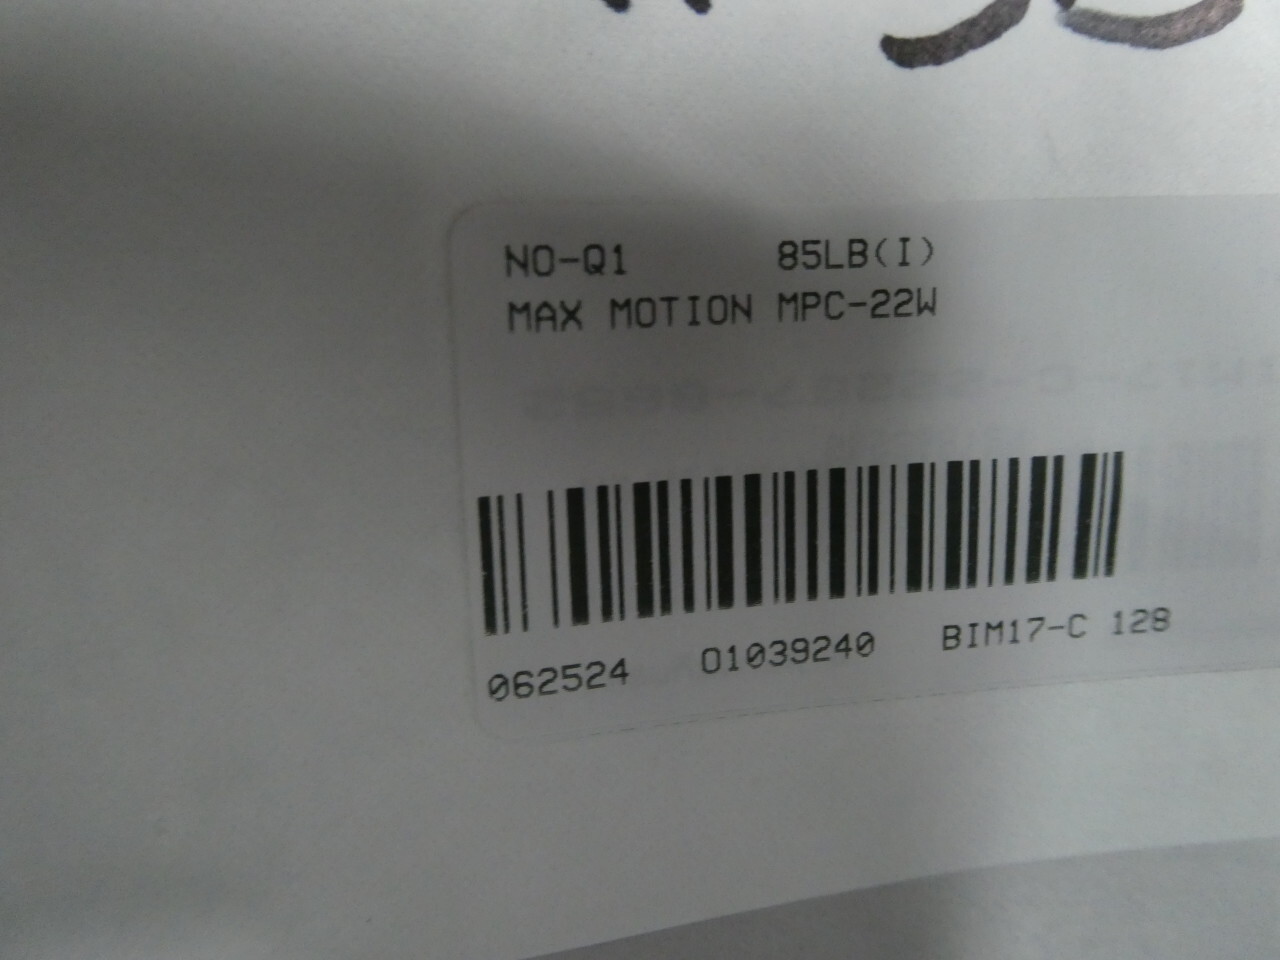 NO-Q1 85LB(I)
MAX MOTION MPC-22W
062524 01039240 BIM17-C 128